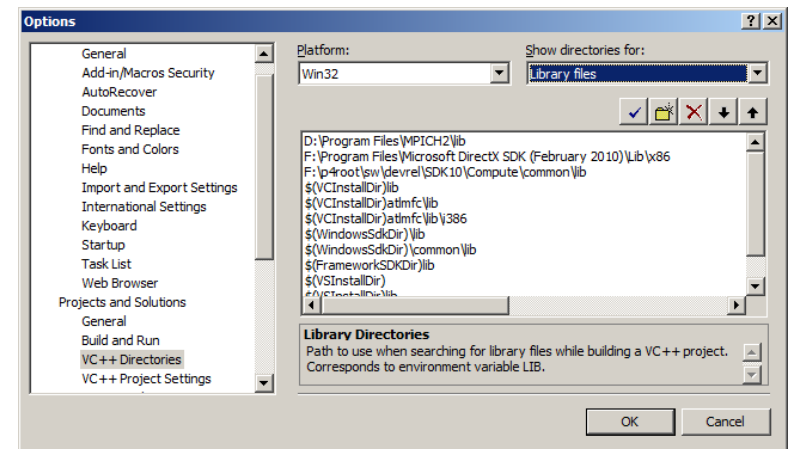 Options
General
Add-in/Macros Security
AutoRecover
Documents
Find and Replace
Fonts and Colors
Help
Import and Export Settings
International Settings
Keyboard
Startup
Task List
Web Browser
Projects and Solutions
General
Build and Run
VC++ Directories
VC++ Project Settings
Platform:
Win32
Show directories for:
Library files
D:\Program Files\MPICH2\lib
F:\Program Files\Microsoft DirectX SDK (February 2010)\Lib\x86
F:\p4root\sw\devrel\SDK10\Compute\common\lib
$(VCInstallDir)lib
$(VCInstallDir)atlmfc\lib
$(VCInstallDir)atlmfc\lib\i386
$(WindowsSdkDir)\lib
$(WindowsSdkDir)\common\lib
$(FrameworkSDKDir)lib
$(VSInstallDir)
$(VSInstallDir)lib
Library Directories
Path to use when searching for library files while building a VC++ project.
Corresponds to environment variable LIB.
OK
Cancel